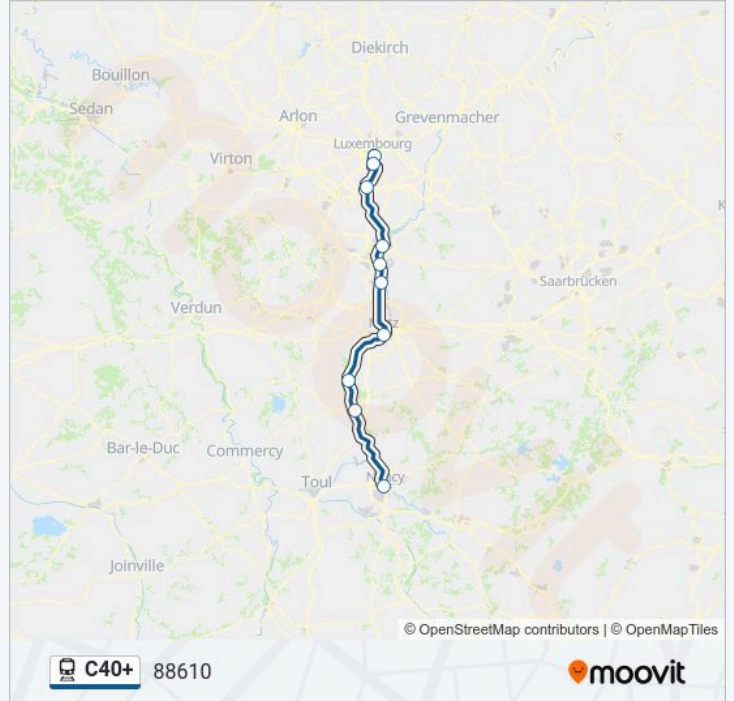 Diekirch
Bouillon
Sedan
Arlon
Grevenmacher
Luxembourg
Virton
Saarbrücken
Verdun
Bar-le-Duc
Commercy
Toul
Joinville
© OpenStreetMap contributors | © OpenMapTiles
C40+ 88610
moovit